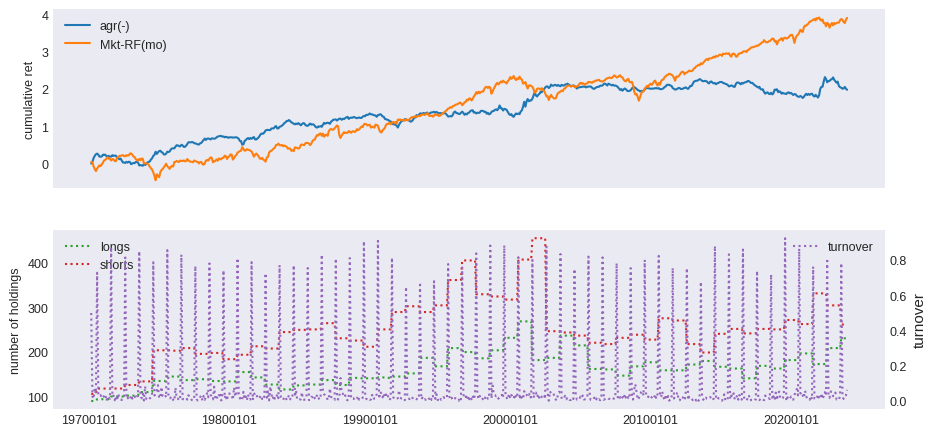 4
3
2
1
0
cumulative ret
agr(-)
Mkt-RF(mo)
400
300
200
100
number of holdings
longs
shorts
turnover
0.8
0.6
0.4
0.2
0.0
turnover
19700101 19800101 19900101 20000101 20100101 20200101